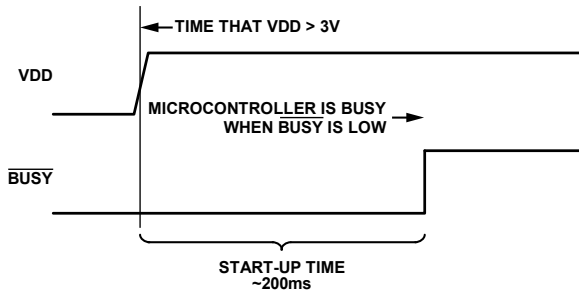 TIME THAT VDD > 3V
VDD
MICROCONTROLLER IS BUSY
WHEN BUSY IS LOW
BUSY
START-UP TIME
~200ms